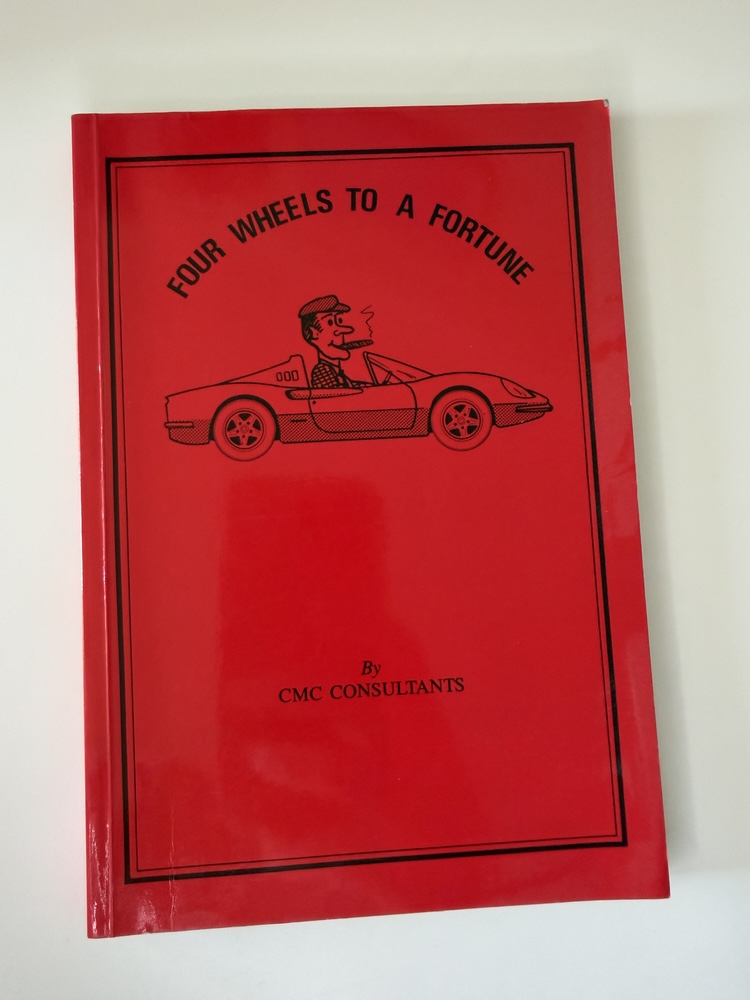 FOUR WHEELS TO A FORTUNE
By
CMC CONSULTANTS